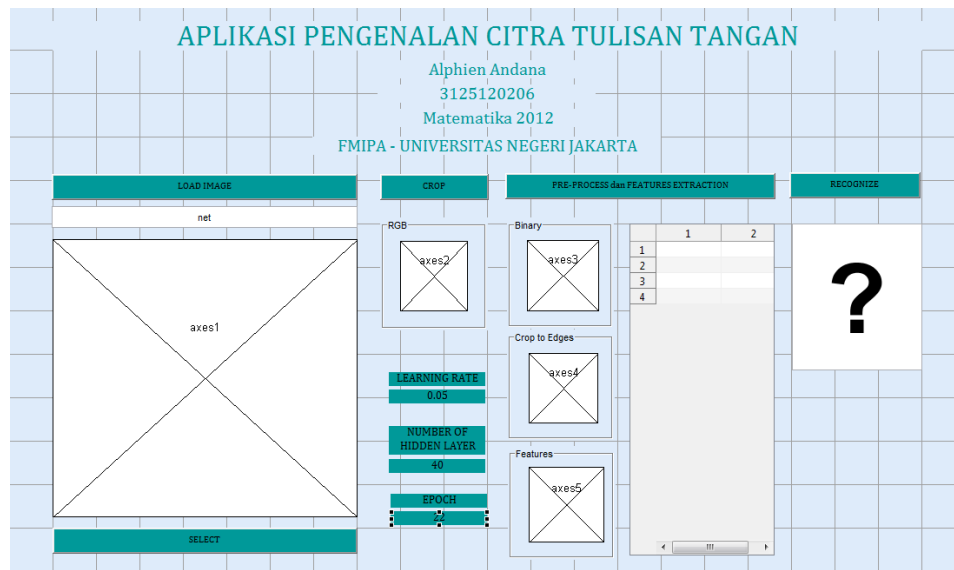 APLIKASI PENGENALAN CITRA TULISAN TANGAN
Alphien Andana
3125120206
Matematika 2012
FMIPA - UNIVERSITAS NEGERI JAKARTA
LOAD IMAGE
CROP
PRE-PROCESS dan FEATURES EXTRACTION
RECOGNIZE
net
axes1
SELECT
RGB
axes2
LEARNING RATE
0.05
NUMBER OF
HIDDEN LAYER
40
EPOCH
22
Binary
axes3
Crop to Edges
axes4
Features
axes5
1 2
1
2
3
4
?